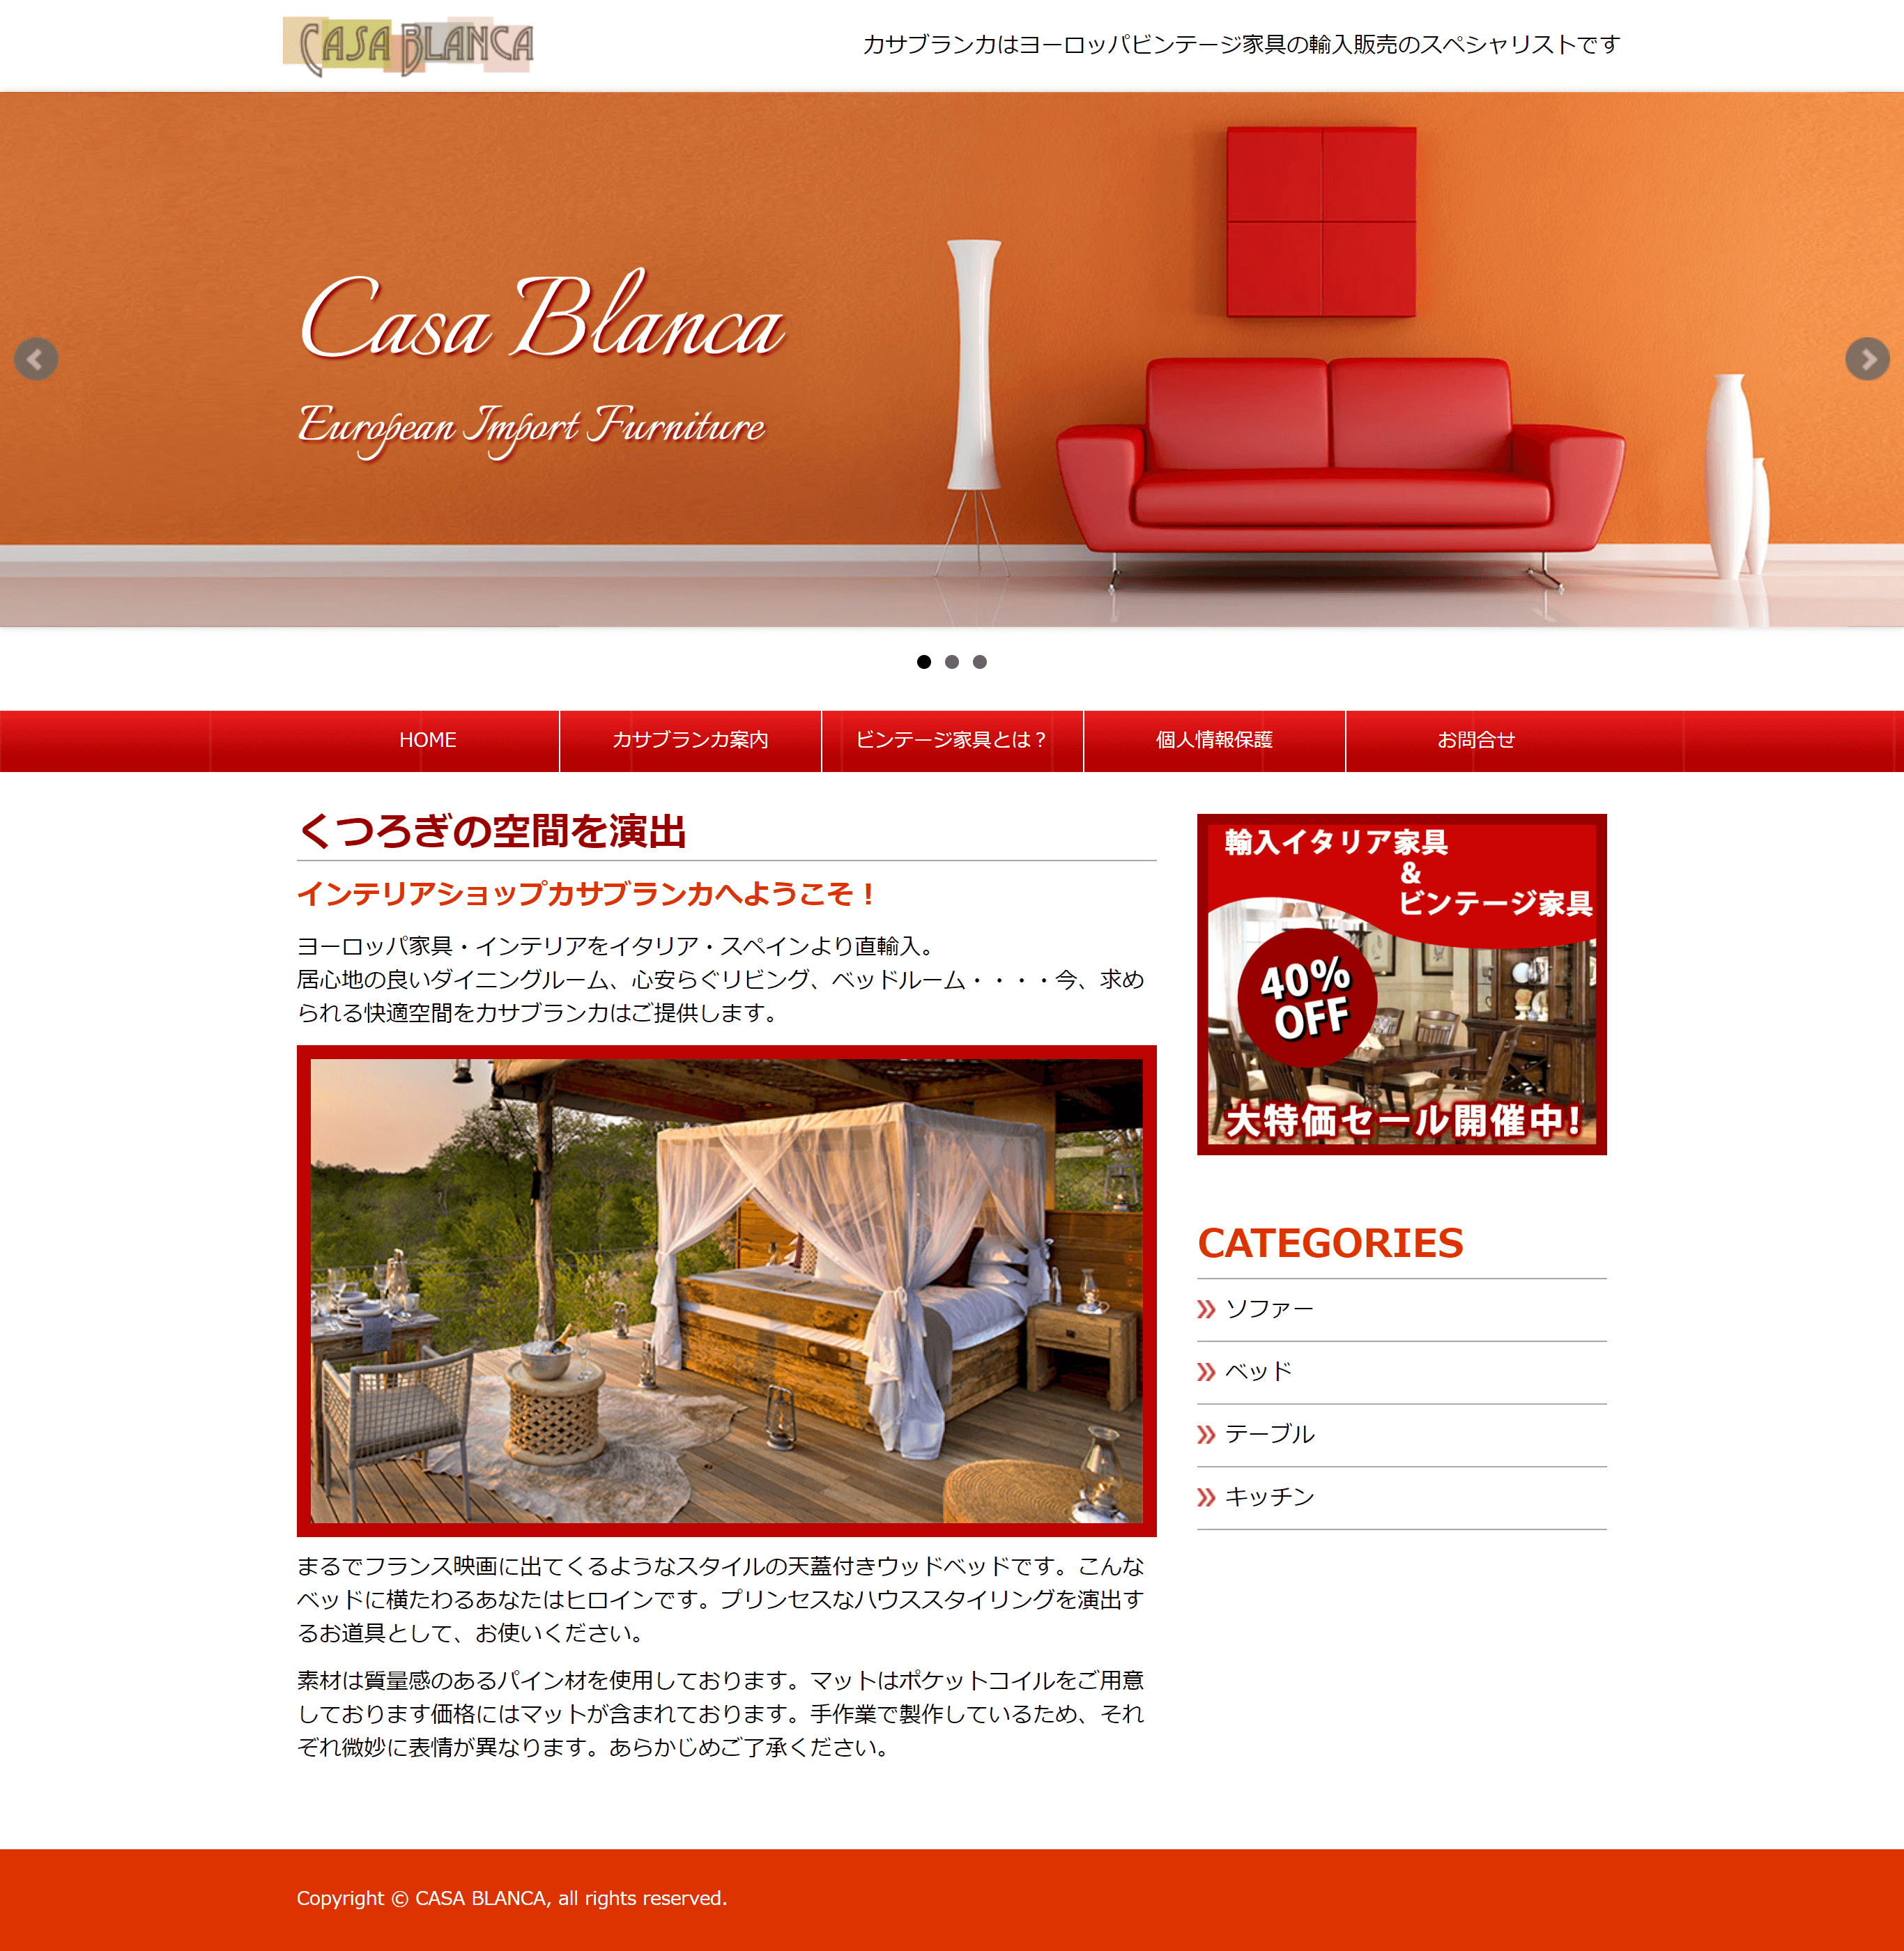 CASA BLANCA
カサブランカはヨーロッパビンテージ家具の輸入販売のスペシャリストです
Casa Blanca
European Import Furniture
HOME
カサブランカ案内
ビンテージ家具とは？
個人情報保護
お問合せ
くつろぎの空間を演出
インテリアショップカサブランカへようこそ！
ヨーロッパ家具・インテリアをイタリア・スペインより直輸入。
居心地の良いダイニングルーム、心安らぐリビング、ベッドルーム・・・・今、求め
られる快適空間をカサブランカはご提供します。
まるでフランス映画に出てくるようなスタイルの天蓋付きウッドベッドです。こんな
ベッドに横たわるあなたはヒロインです。プリンセスなハウススタイリングを演出す
るお道具として、お使いください。
素材は質量感のあるパイン材を使用しております。マットはポケットコイルをご用意
しております価格にはマットが含まれております。手作業で製作しているため、それ
ぞれ微妙に表情が異なります。あらかじめご了承ください。
輸入イタリア家具
&
ビンテージ家具
40%
OFF
大特価セール開催中!
CATEGORIES
ソファー
ベッド
テーブル
キッチン
Copyright © CASA BLANCA, all rights reserved.